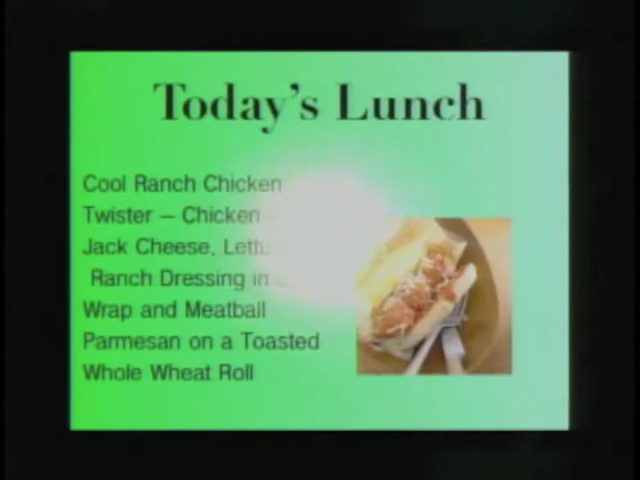 Today's Lunch
Cool Ranch Chicken
Twister – Chicken
Jack Cheese,
Ranch Dressing in
Wrap and Meatball
Parmesan on a Toasted
Whole Wheat Roll